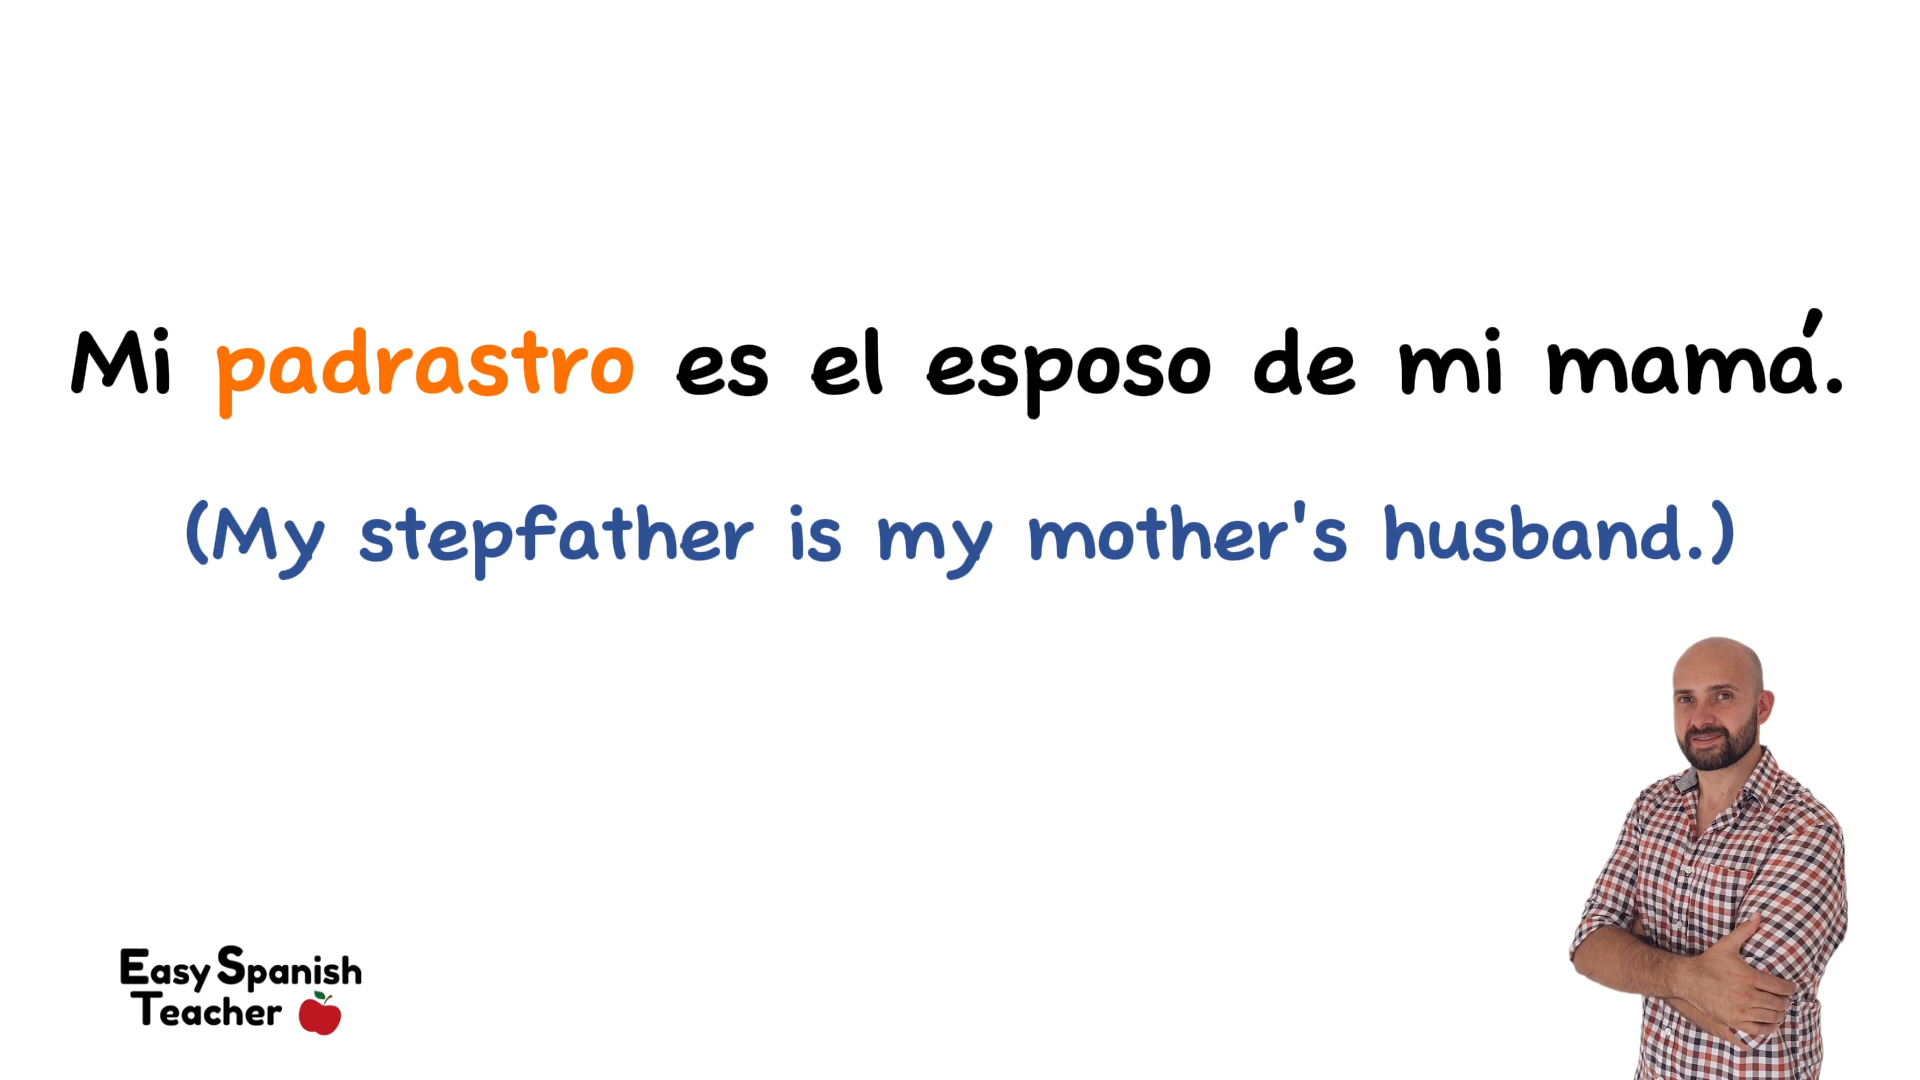 Mi padrastro es el esposo de mi mamá.
(My stepfather is my mother's husband.)
Easy Spanish
Teacher